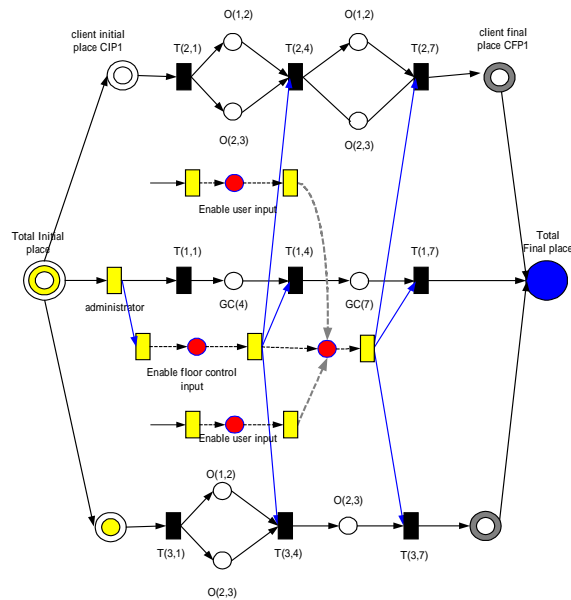 O(1,2)
O(1,2)
client initial
place CIP1
client final
place CFP1
T(2,1)
T(2,4)
T(2,7)
O(2,3)
O(2,3)
Enable user input
Total Initial
place
Total
Final place
T(1,1)
T(1,4)
T(1,7)
administrator
GC(4)
GC(7)
Enable floor control
input
Enable user input
O(1,2)
O(2,3)
T(3,1)
T(3,4)
T(3,7)
O(2,3)